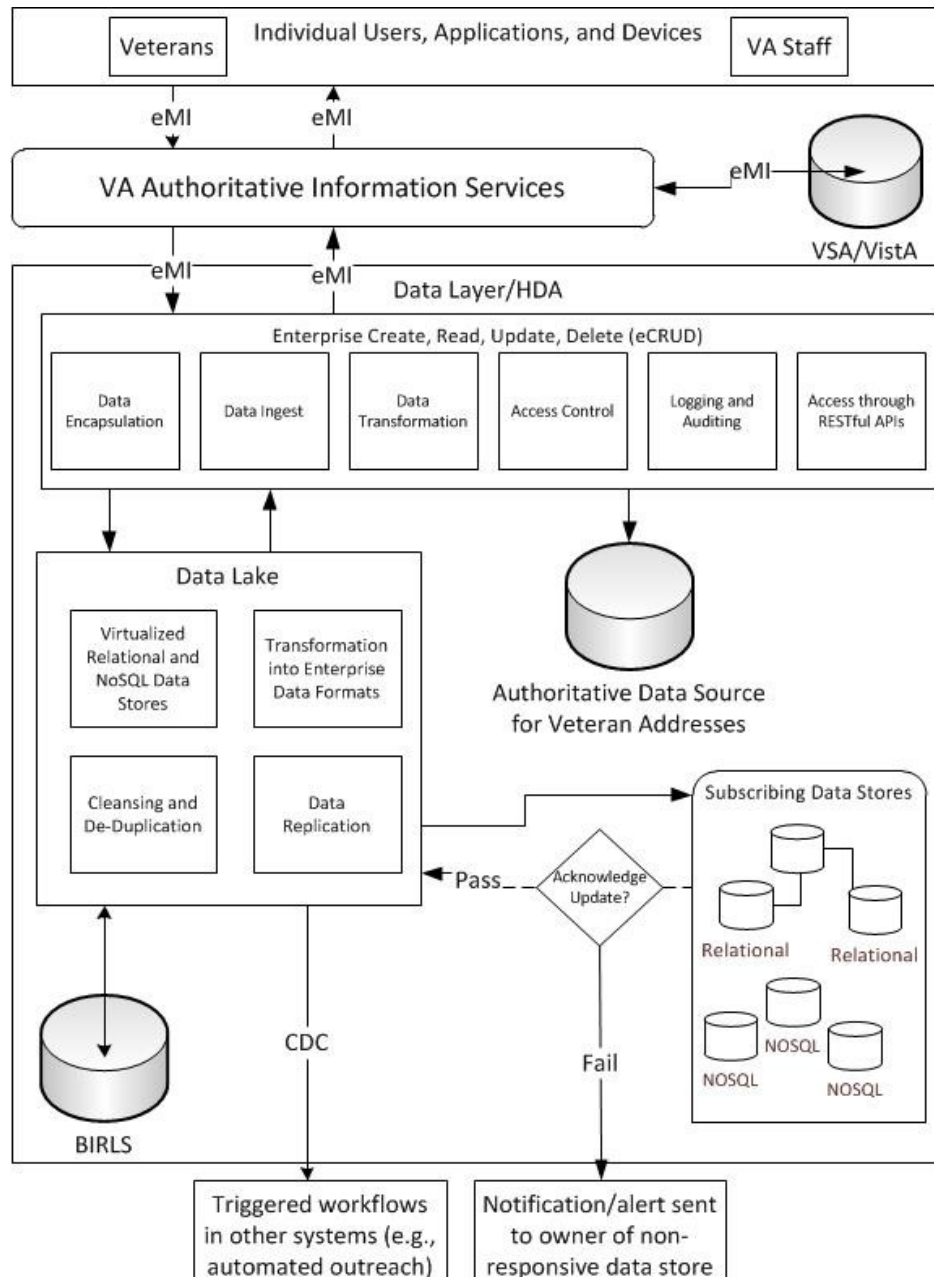 Individual Users, Applications, and Devices
Veterans
VA Staff
eMI
eMI
VA Authoritative Information Services
eMI
VSA/VistA
eMI
eMI
Data Layer/HDA
Enterprise Create, Read, Update, Delete (eCRUD)
Data
Encapsulation
Data Ingest
Data
Transformation
Access Control
Logging and
Auditing
Access through
RESTful APIs
Data Lake
Virtualized
Relational and
NoSQL Data
Stores
Transformation
into Enterprise
Data Formats
Cleansing and
De-Duplication
Data
Replication
Authoritative Data Source
for Veteran Addresses
Subscribing Data Stores
Relational
Relational
NOSQL
NOSQL
NOSQL
Acknowledge
Update?
Pass
Fail
CDC
BIRLS
Triggered workflows
in other systems (e.g.,
automated outreach)
Notification/alert sent
to owner of non-
responsive data store